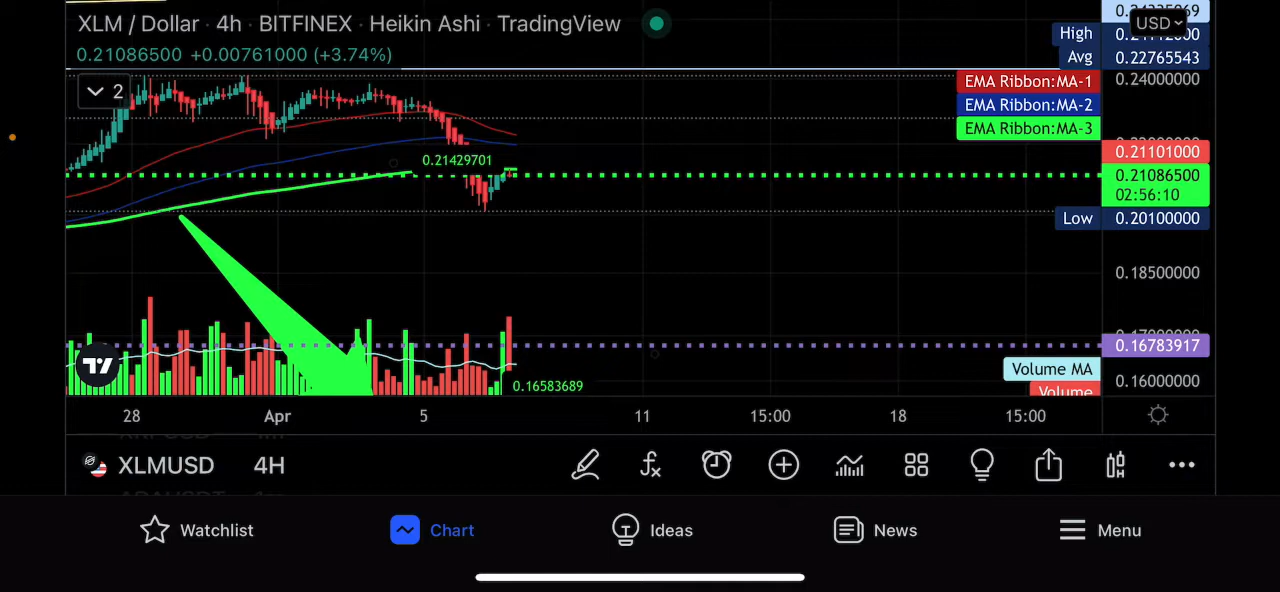 XLM / Dollar · 4h · BITFINEX · Heikin Ashi · TradingView
0.21086500 +0.00761000 (+3.74%)
2
USD
High
Avg 0.22765543
0.24000000
EMA Ribbon:MA-1
EMA Ribbon:MA-2
EMA Ribbon:MA-3
0.21101000
0.21429701
0.21086500
02:56:10
Low 0.20100000
0.18500000
0.16783917
Volume MA
0.16000000
Volume
0.16583689
28 Apr 5 11 15:00 18 15:00
XLMUSD 4H
Watchlist Chart Ideas News Menu